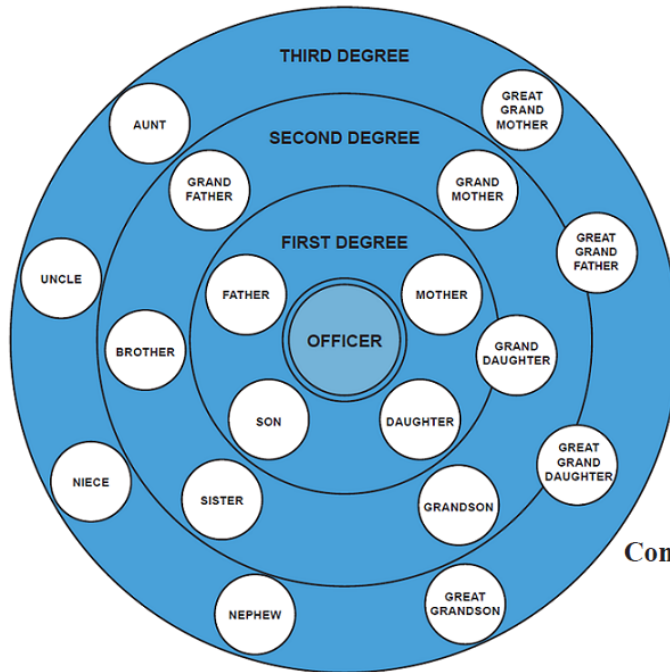 THIRD DEGREE
GREAT
GRAND
MOTHER
AUNT
SECOND DEGREE
GRAND
FATHER
GRAND
MOTHER
FIRST DEGREE
GREAT
GRAND
FATHER
UNCLE
FATHER
MOTHER
OFFICER
BROTHER
GRAND
DAUGHTER
SON
DAUGHTER
GREAT
GRAND
DAUGHTER
NIECE
SISTER
GRANDSON
Con
NEPHEW
GREAT
GRANDSON